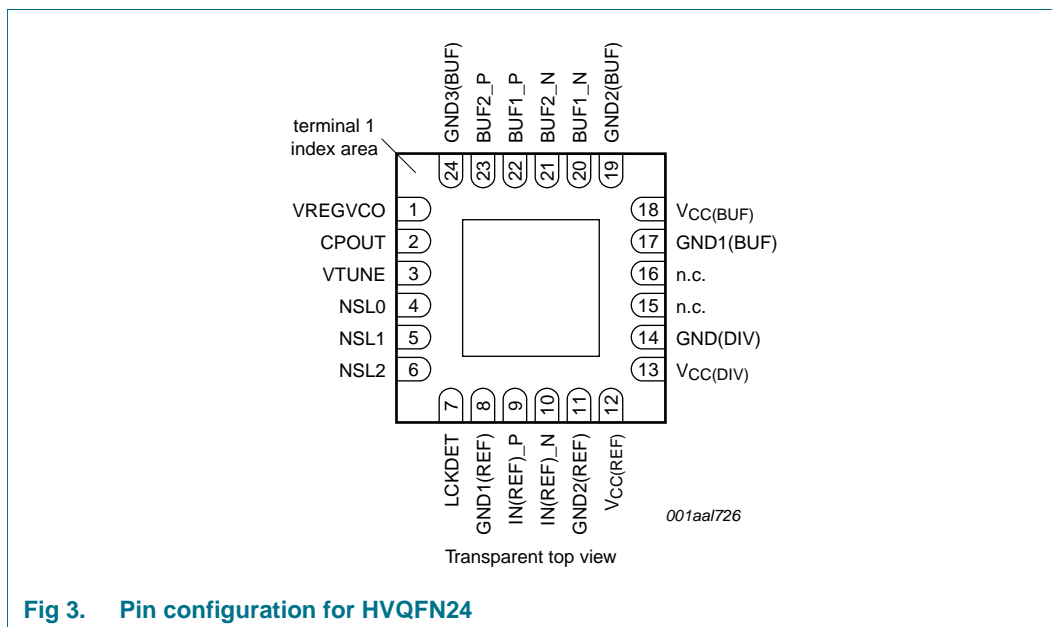 GND3(BUF)
BUF2_P
BUF1_P
BUF2_N
BUF1_N
GND2(BUF)
terminal 1
index area
24
23
22
21
20
19
VREGVCO 1
CPOUT 2
VTUNE 3
NSL0 4
NSL1 5
NSL2 6
18 VCC(BUF)
17 GND1(BUF)
16 n.c.
15 n.c.
14 GND(DIV)
13 VCC(DIV)
7
8
9
10
11
12
LCKDET
GND1(REF)
IN(REF)_P
IN(REF)_N
GND2(REF)
VCC(REF)
001aal726
Transparent top view
Fig 3. Pin configuration for HVQFN24